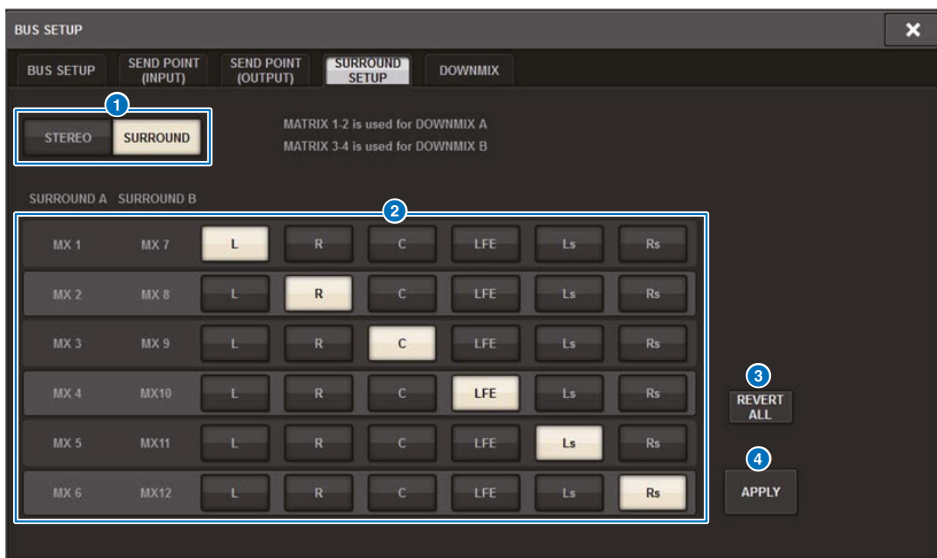 BUS SETUP
BUS SETUP
SEND POINT
(INPUT)
SEND POINT
(OUTPUT)
SURROUND
SETUP
DOWNMIX
1
STEREO SURROUND
MATRIX 1-2 is used for DOWNMIX A
MATRIX 3-4 is used for DOWNMIX B
SURROUND A SURROUND B
2
MX 1 MX 7 L R C LFE Ls Rs
MX 2 MX 8 L R C LFE Ls Rs
MX 3 MX 9 L R C LFE Ls Rs
MX 4 MX10 L R C LFE Ls Rs
MX 5 MX11 L R C LFE Ls Rs
MX 6 MX12 L R C LFE Ls Rs
3
REVERT
ALL
4
APPLY